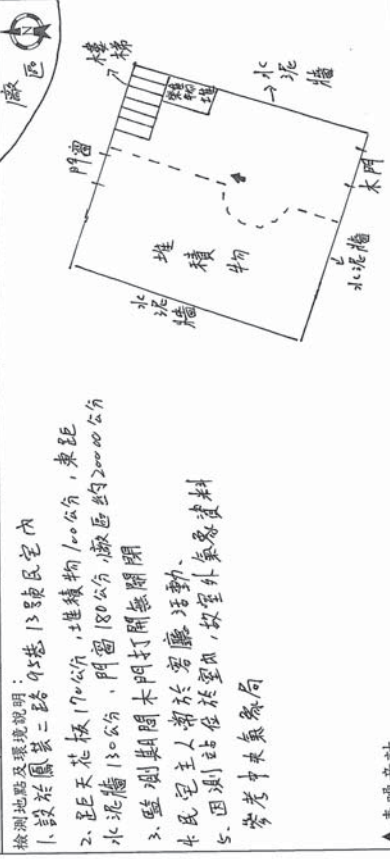 檢測地點及環境說明：
1、設於鳳芸二路95巷13號民宅內
2、距天花板170公分，堆積物100公分，東距
水泥牆130公分、門窗180公分，廠區約20000公分
3、監測期間木門打開無關閉
4、民宅主人常於客廳活動、
5、因測站位於室內，故室外氣象資料
參考中央氣象局
廠區
N
樓梯
門窗
雜物堆
水泥牆
堆積物
水泥牆
木門
水泥牆